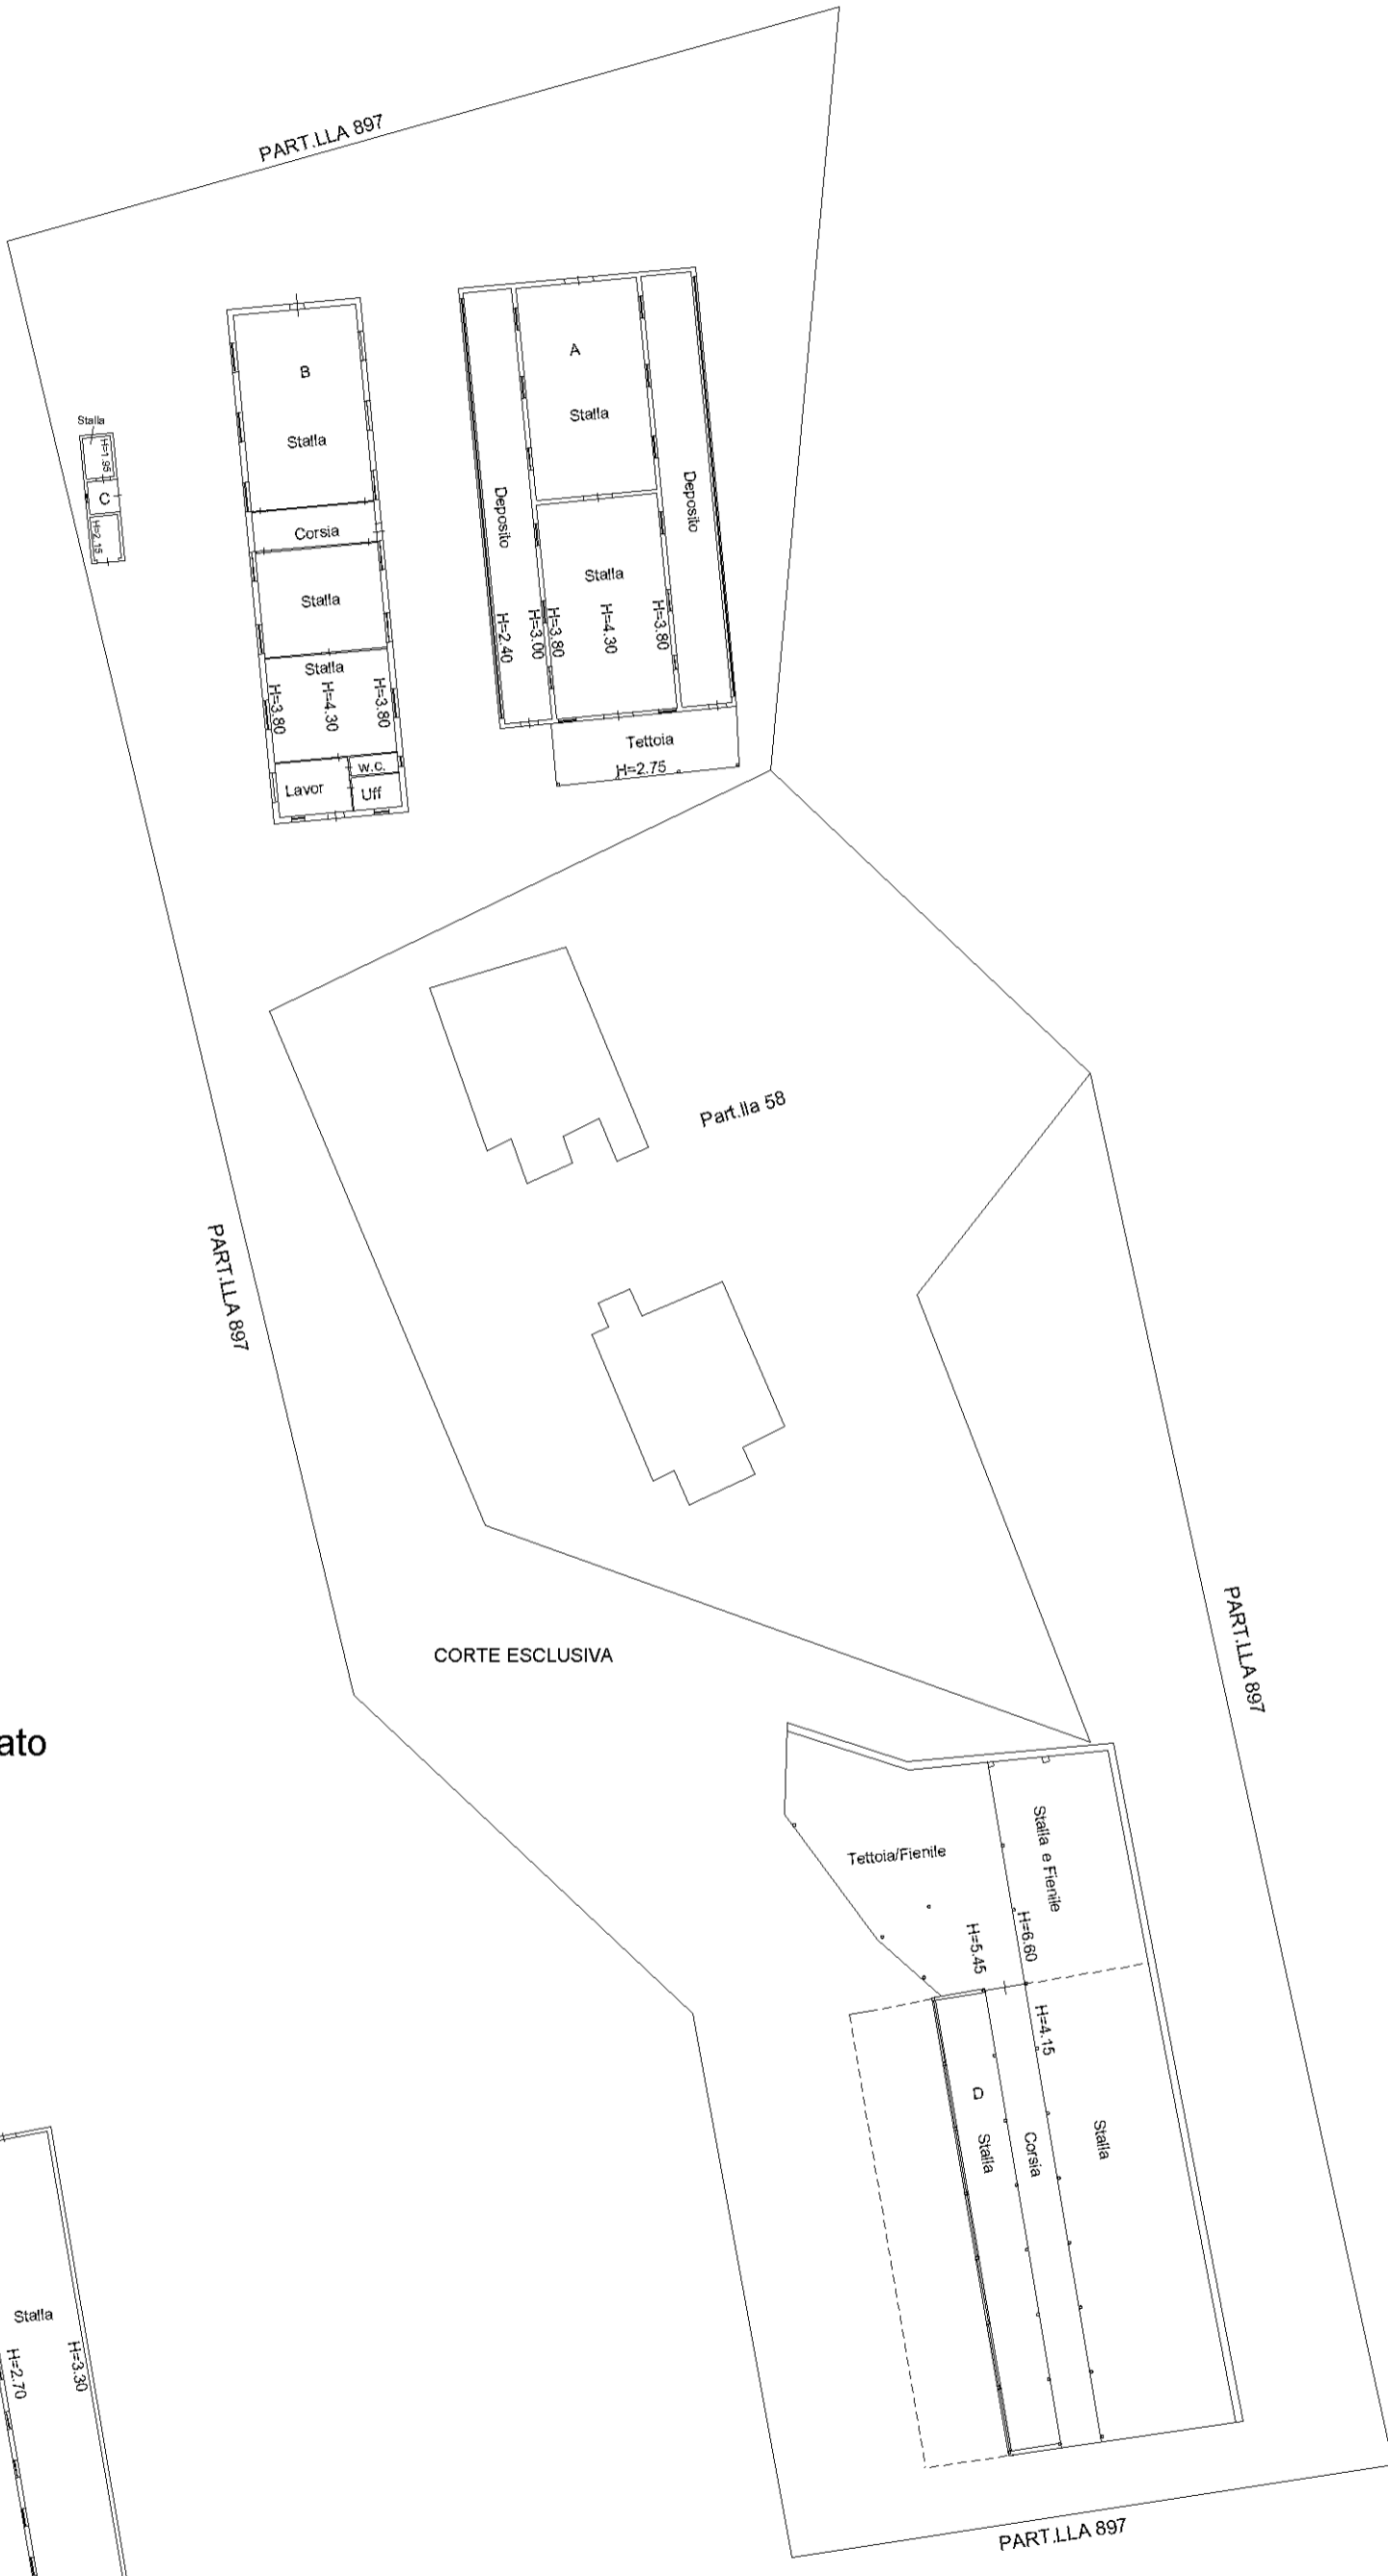 PART.LLA 897
A
Stalla
Deposito
Deposito
Stalla
H=2.40
H=3.00
H=3.80
H=4.30
H=3.80
Tettoia
H=2.75
B
Stalla
Corsia
Stalla
Stalla
H=3.80
H=4.30
H=3.80
w.c.
Lavor
Uff
Stalla
H=1.95
C
H=2.15
Part.lla 58
PART.LLA 897
PART.LLA 897
CORTE ESCLUSIVA
ato
Tettoia/Fienile
Stalla e Fienile
H=5.45
H=6.60
H=4.15
D
Stalla
Corsia
Stalla
Stalla
H=2.70
H=3.30
PART.LLA 897